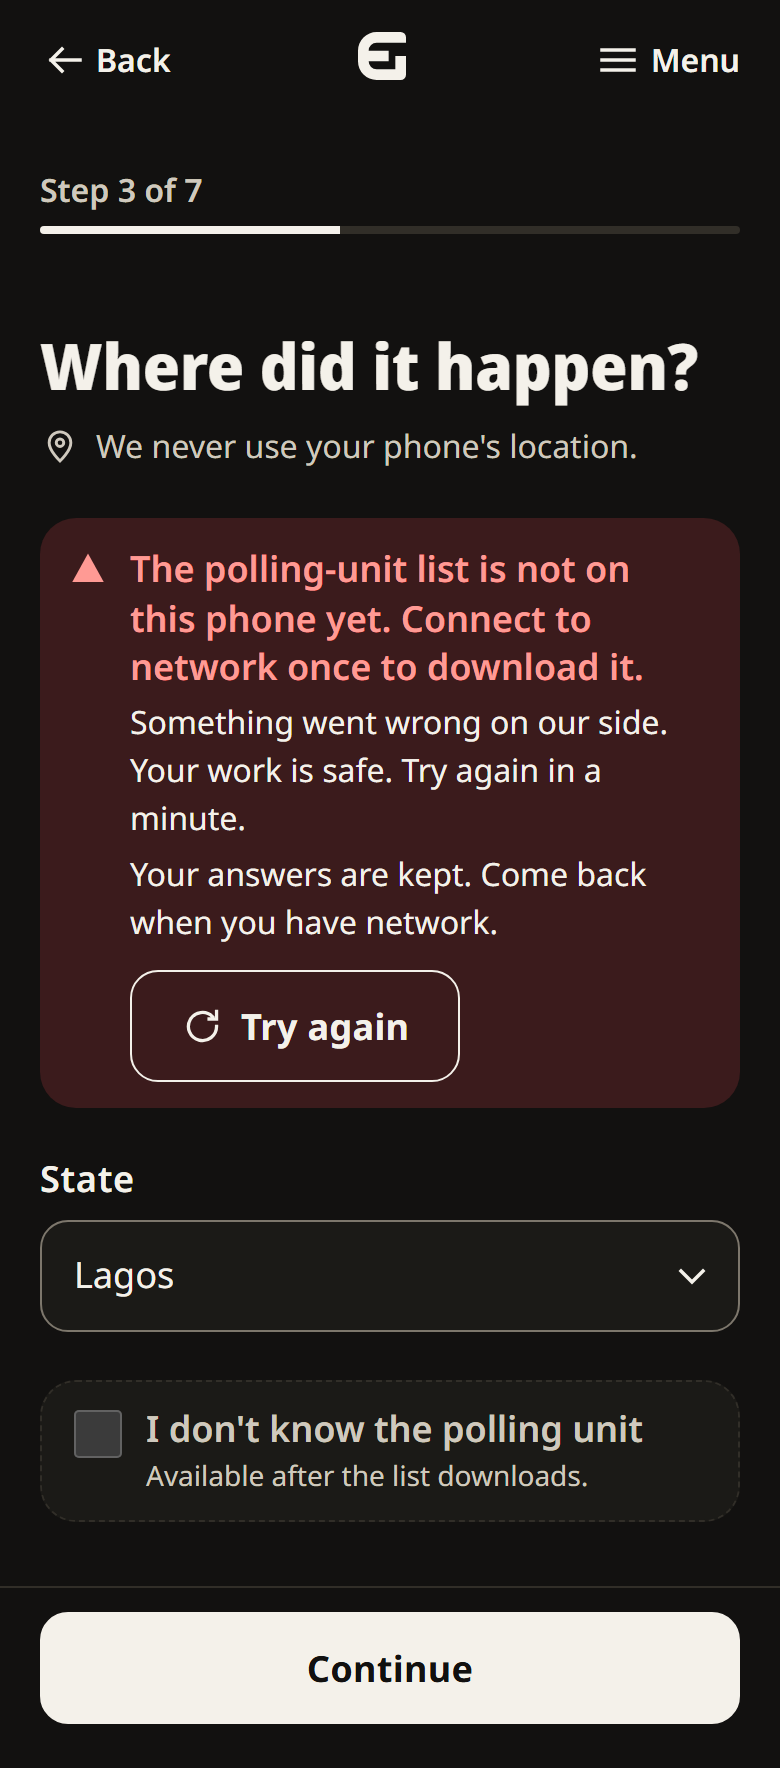 Back
Menu
Step 3 of 7
Where did it happen?
We never use your phone's location.
The polling-unit list is not on
this phone yet. Connect to
network once to download it.
Something went wrong on our side.
Your work is safe. Try again in a
minute.
Your answers are kept. Come back
when you have network.
Try again
State
Lagos
I don't know the polling unit
Available after the list downloads.
Continue